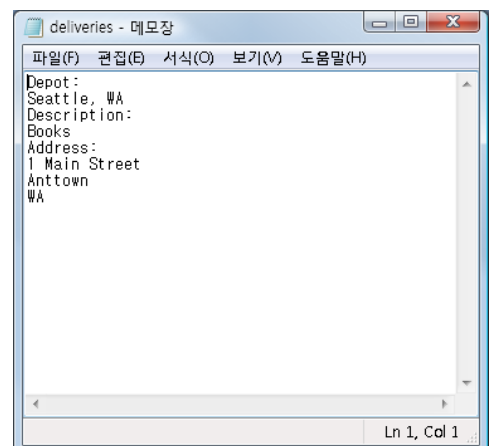 deliveries - 메모장
파일(F) 편집(E) 서식(O) 보기(V) 도움말(H)
Depot:
Seattle, WA
Description:
Books
Address:
1 Main Street
Anttown
WA
Ln 1, Col 1